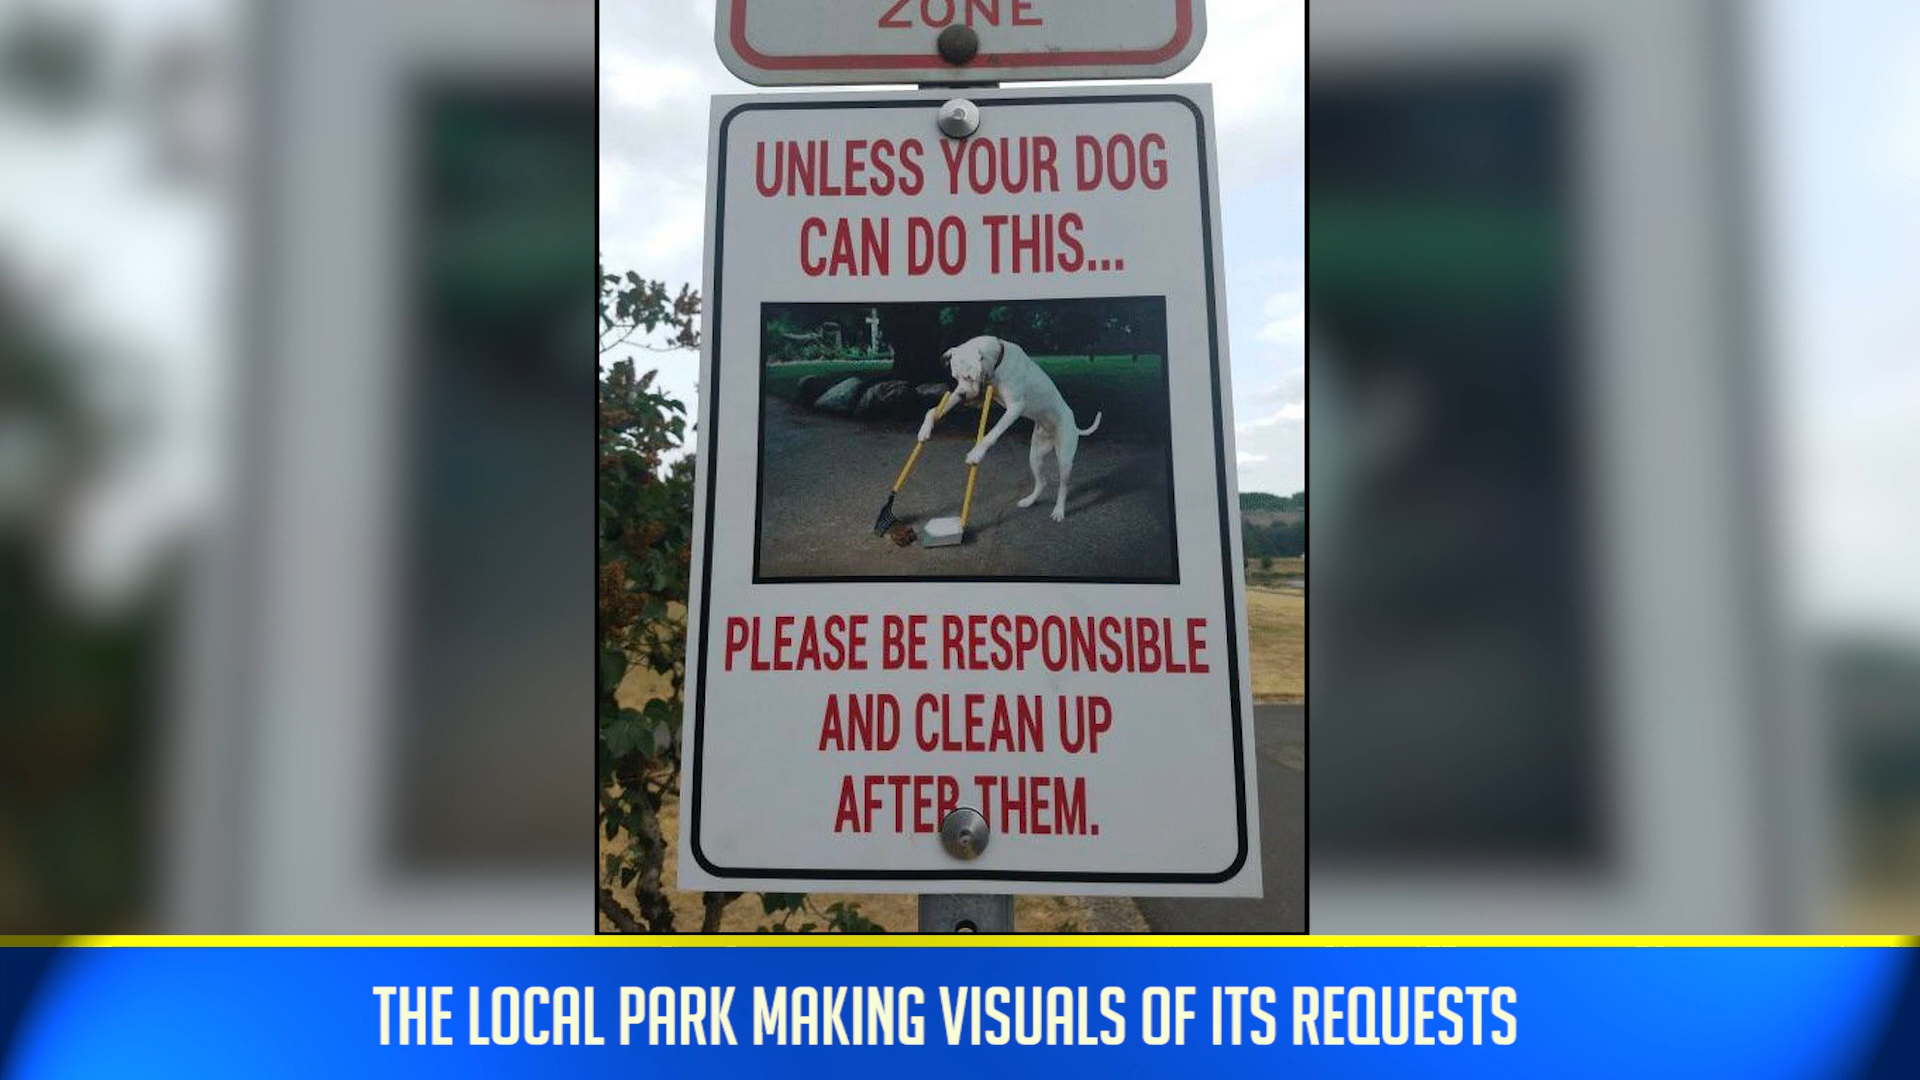 ZONE
UNLESS YOUR DOG
CAN DO THIS...
PLEASE BE RESPONSIBLE
AND CLEAN UP
AFTER THEM.
THE LOCAL PARK MAKING VISUALS OF ITS REQUESTS